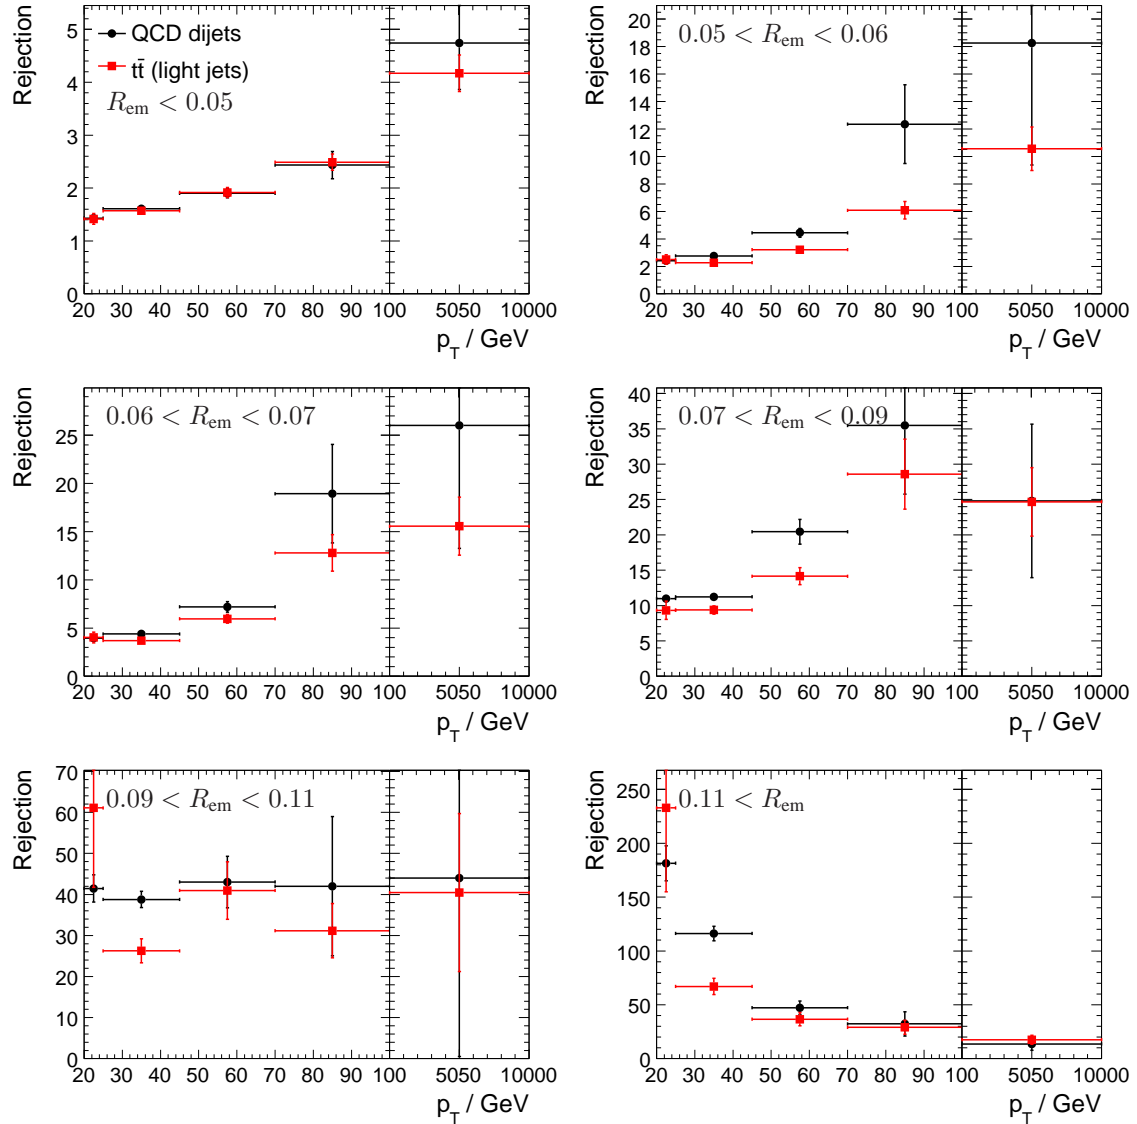 Rejection
5
4
3
2
1
0
QCD dijets
tt̄ (light jets)
R_em < 0.05
20 30 40 50 60 70 80 90 100 5050 10000
p_T / GeV
Rejection
20
18
16
14
12
10
8
6
4
2
0
0.05 < R_em < 0.06
20 30 40 50 60 70 80 90 100 5050 10000
p_T / GeV
Rejection
25
20
15
10
5
0
0.06 < R_em < 0.07
20 30 40 50 60 70 80 90 100 5050 10000
p_T / GeV
Rejection
40
35
30
25
20
15
10
5
0
0.07 < R_em < 0.09
20 30 40 50 60 70 80 90 100 5050 10000
p_T / GeV
Rejection
70
60
50
40
30
20
10
0
0.09 < R_em < 0.11
20 30 40 50 60 70 80 90 100 5050 10000
p_T / GeV
Rejection
250
200
150
100
50
0
0.11 < R_em
20 30 40 50 60 70 80 90 100 5050 10000
p_T / GeV